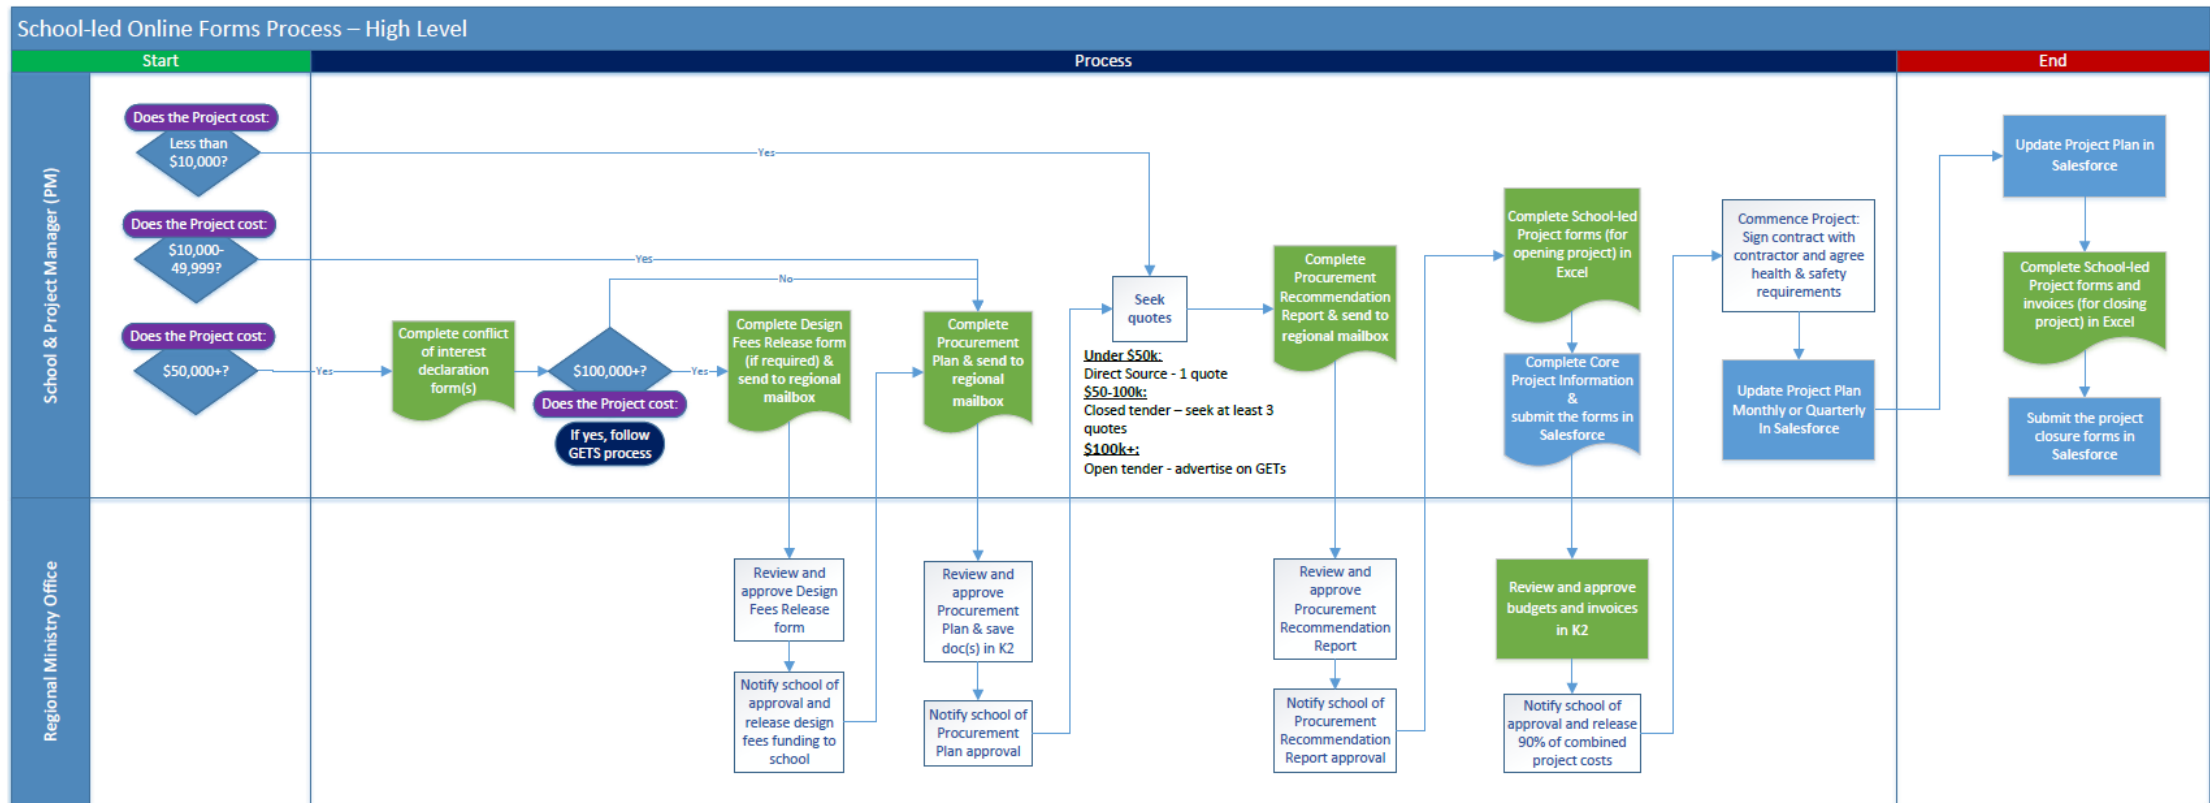 School-led Online Forms Process – High Level
Start
Process
End
School & Project Manager (PM)
Does the Project cost:
Less than
$10,000?
Yes
Does the Project cost:
$10,000-
49,999?
Yes
No
Does the Project cost:
$50,000+?
Yes
Complete conflict
of interest
declaration
form(s)
$100,000+?
Does the Project cost:
If yes, follow
GETS process
Yes
Complete Design
Fees Release form
(if required) &
send to regional
mailbox
Complete
Procurement
Plan & send to
regional
mailbox
Seek
quotes
Under $50k:
Direct Source - 1 quote
$50-100k:
Closed tender – seek at least 3
quotes
$100k+:
Open tender - advertise on GETs
Complete
Procurement
Recommendation
Report & send to
regional mailbox
Complete School-led
Project forms (for
opening project) in
Excel
Complete Core
Project Information
&
submit the forms in
Salesforce
Commence Project:
Sign contract with
contractor and agree
health & safety
requirements
Update Project Plan
Monthly or Quarterly
In Salesforce
Update Project Plan in
Salesforce
Complete School-led
Project forms and
invoices (for closing
project) in Excel
Submit the project
closure forms in
Salesforce
Regional Ministry Office
Review and
approve Design
Fees Release
form
Notify school of
approval and
release design
fees funding to
school
Review and
approve
Procurement
Plan & save
doc(s) in K2
Notify school of
Procurement
Plan approval
Review and
approve
Procurement
Recommendation
Report
Notify school of
Procurement
Recommendation
Report approval
Review and approve
budgets and invoices
in K2
Notify school of
approval and release
90% of combined
project costs